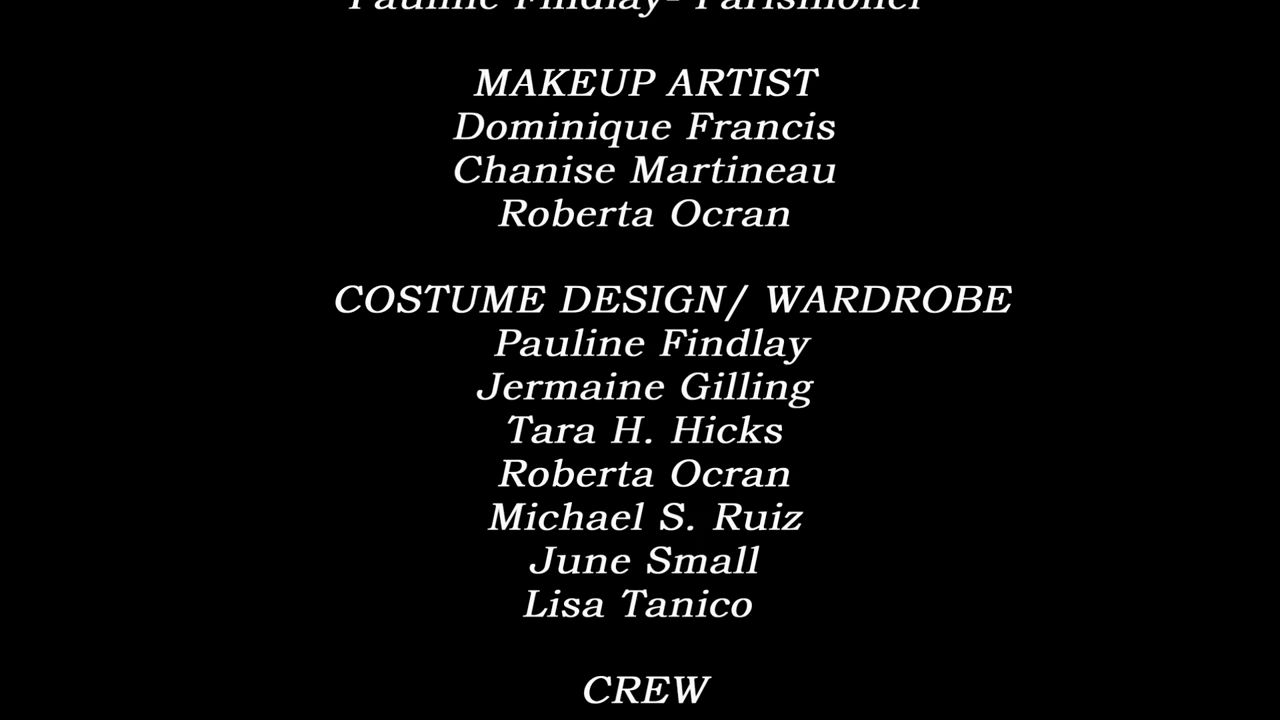 Pauline Findlay- Parismoner
MAKEUP ARTIST
Dominique Francis
Chanise Martineau
Roberta Ocran
COSTUME DESIGN/ WARDROBE
Pauline Findlay
Jermaine Gilling
Tara H. Hicks
Roberta Ocran
Michael S. Ruiz
June Small
Lisa Tanico
CREW